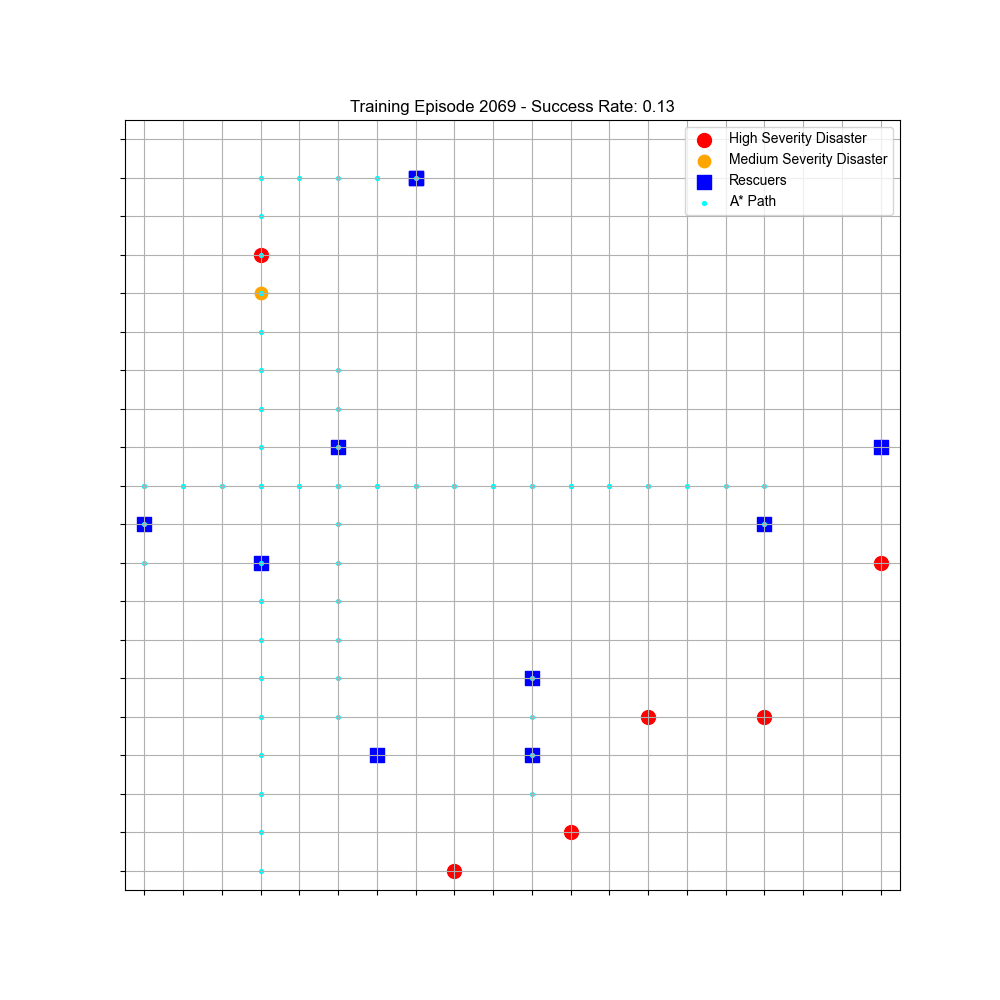 Training Episode 2069 - Success Rate: 0.13
High Severity Disaster
Medium Severity Disaster
Rescuers
A* Path